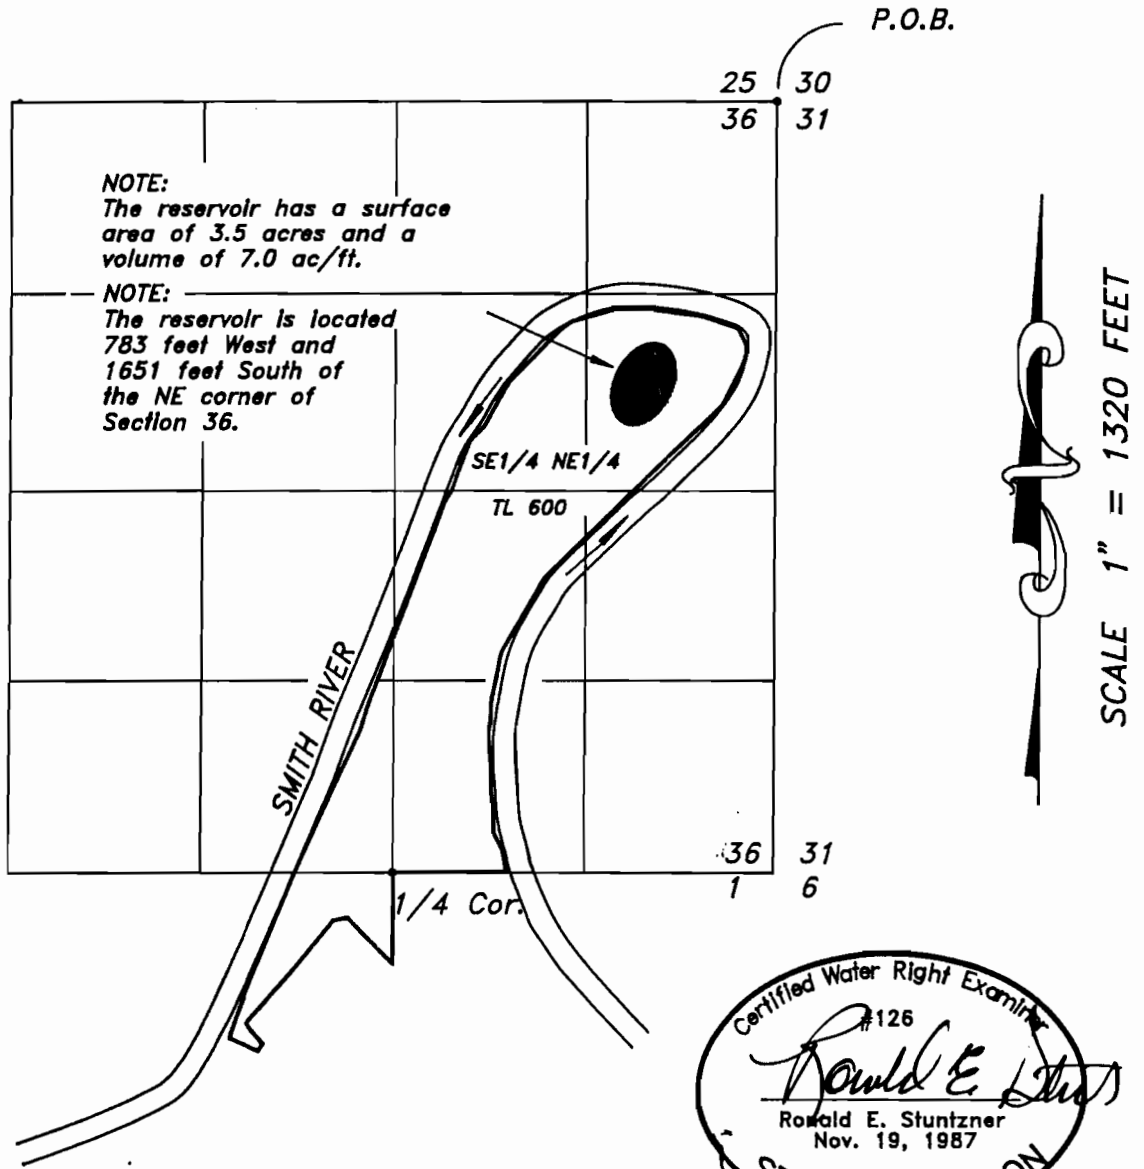 P.O.B.
25 30
36 31
NOTE:
The reservoir has a surface
area of 3.5 acres and a
volume of 7.0 ac/ft.
NOTE:
The reservoir is located
783 feet West and
1651 feet South of
the NE corner of
Section 36.
SE1/4 NE1/4
TL 600
SMITH RIVER
SCALE 1" = 1320 FEET
36 31
1 6
1/4 Cor.
Certified Water Right Examiner
#126
Ronald E. Stuntzner
Nov. 19, 1987